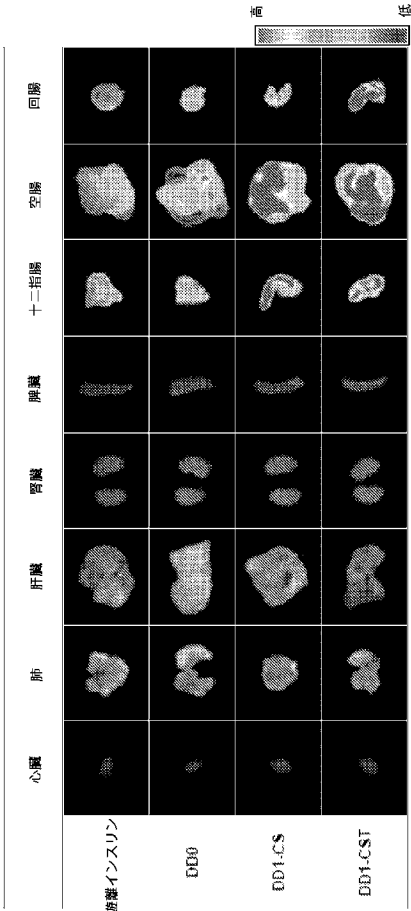 心臓
肺
肝臓
腎臓
脾臓
十二指腸
空腸
回腸
高
低
遊離インスリン
DD0
DD1-CS
DD1-CST